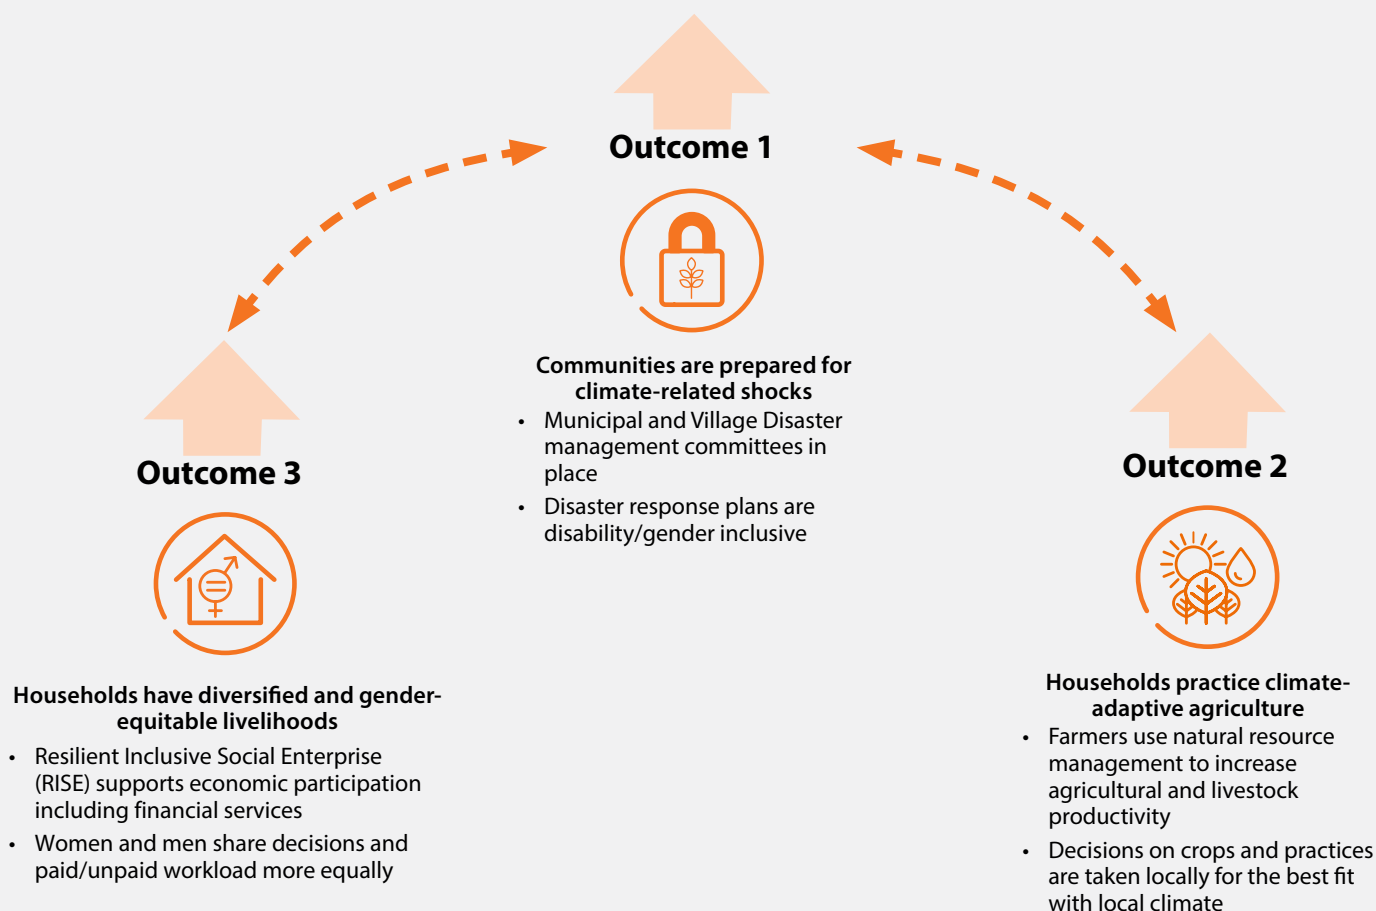 Outcome 1
Communities are prepared for
climate-related shocks
• Municipal and Village Disaster
management committees in
place
• Disaster response plans are
disability/gender inclusive
Outcome 3
Households have diversified and gender-
equitable livelihoods
• Resilient Inclusive Social Enterprise
(RISE) supports economic participation
including financial services
• Women and men share decisions and
paid/unpaid workload more equally
Outcome 2
Households practice climate-
adaptive agriculture
• Farmers use natural resource
management to increase
agricultural and livestock
productivity
• Decisions on crops and practices
are taken locally for the best fit
with local climate